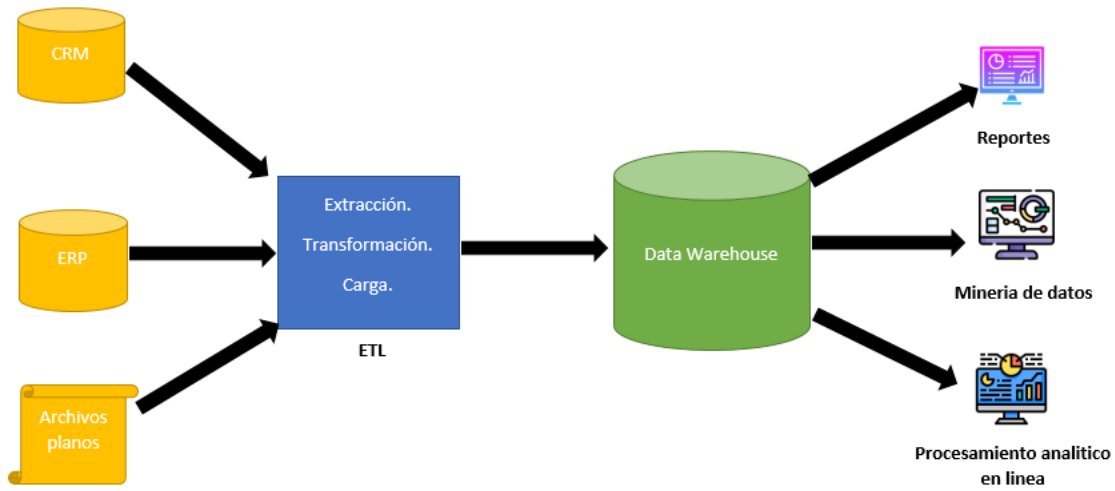 CRM
ERP
Archivos
planos
Extracción.
Transformación.
Carga.
ETL
Data Warehouse
Reportes
Mineria de datos
Procesamiento analitico
en linea